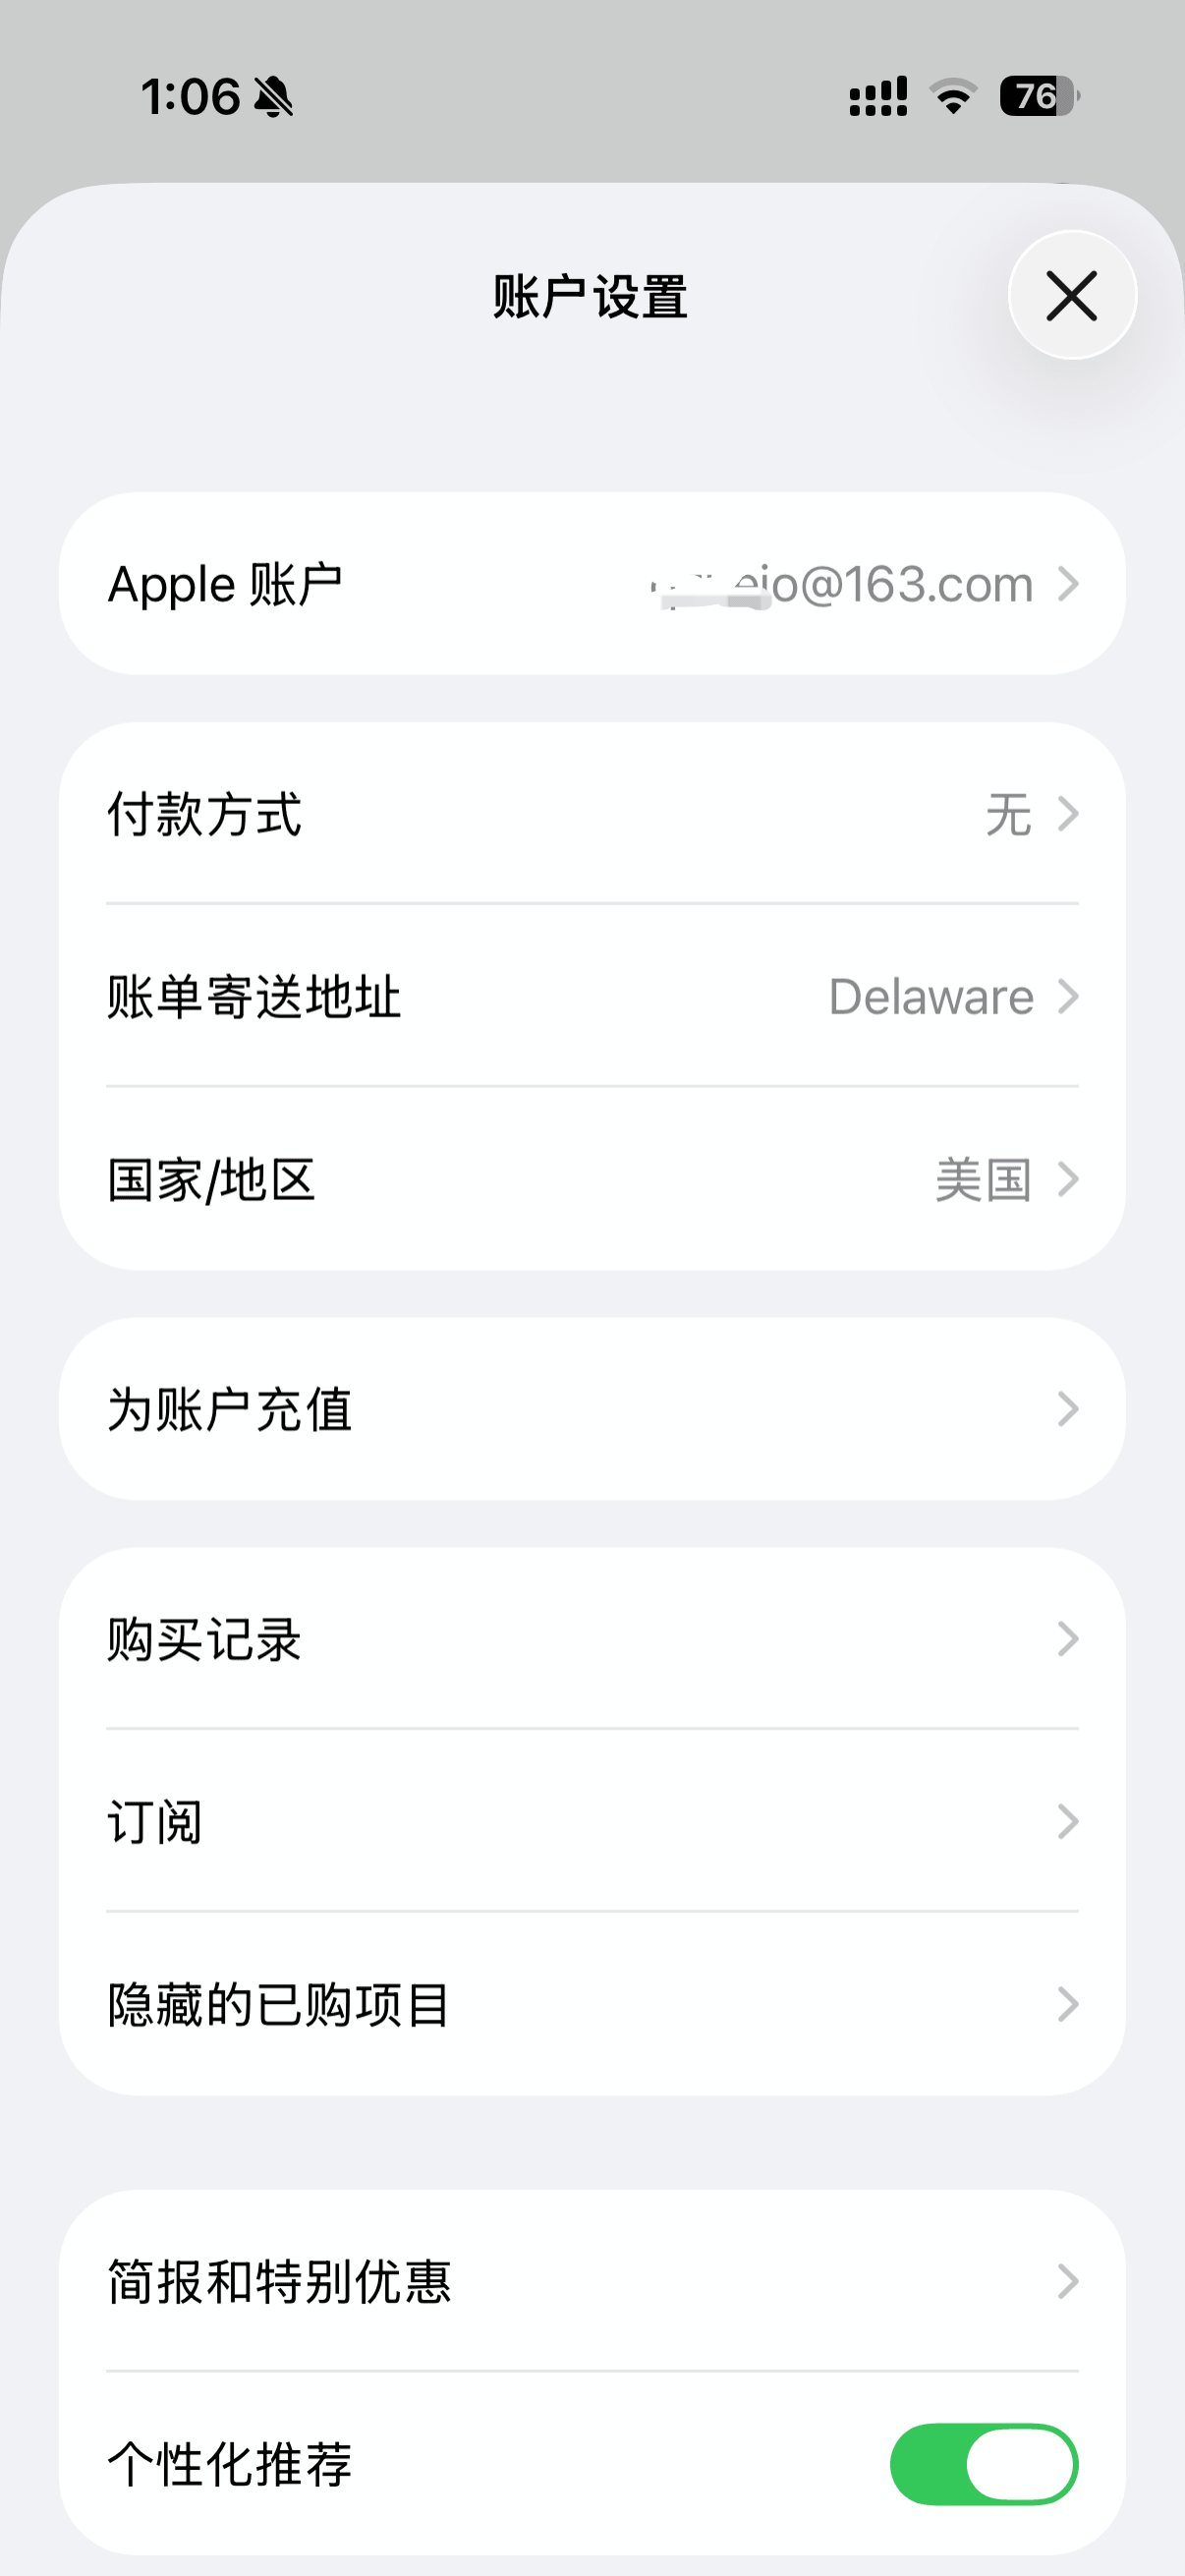 1:06
76
账户设置
Apple 账户
io@163.com
付款方式 无
账单寄送地址 Delaware
国家/地区 美国
为账户充值
购买记录
订阅
隐藏的已购项目
简报和特别优惠
个性化推荐